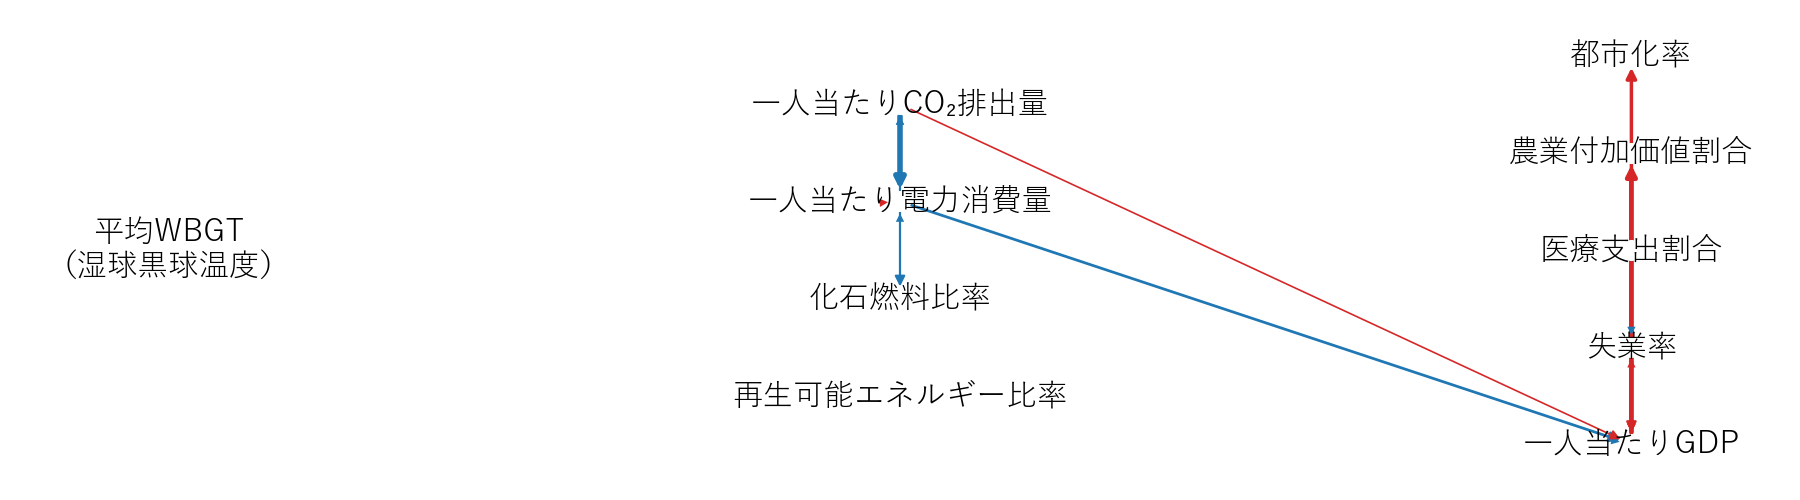 平均WBGT
（湿球黒球温度）
一人当たりCO₂排出量
一人当たり電力消費量
化石燃料比率
再生可能エネルギー比率
都市化率
農業付加価値割合
医療支出割合
失業率
一人当たりGDP